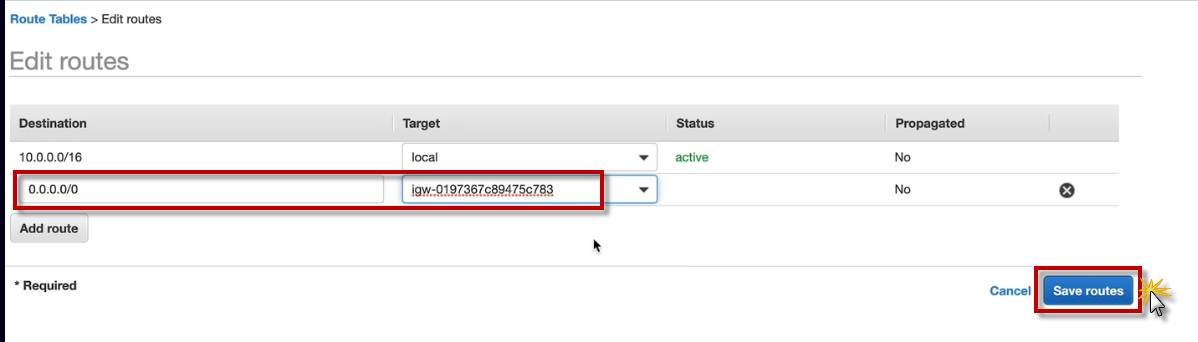 Route Tables > Edit routes
Edit routes
Destination Target Status Propagated
10.0.0.0/16 local active No
0.0.0.0/0 igw-0197367c89475c783 No
Add route
* Required
Cancel Save routes